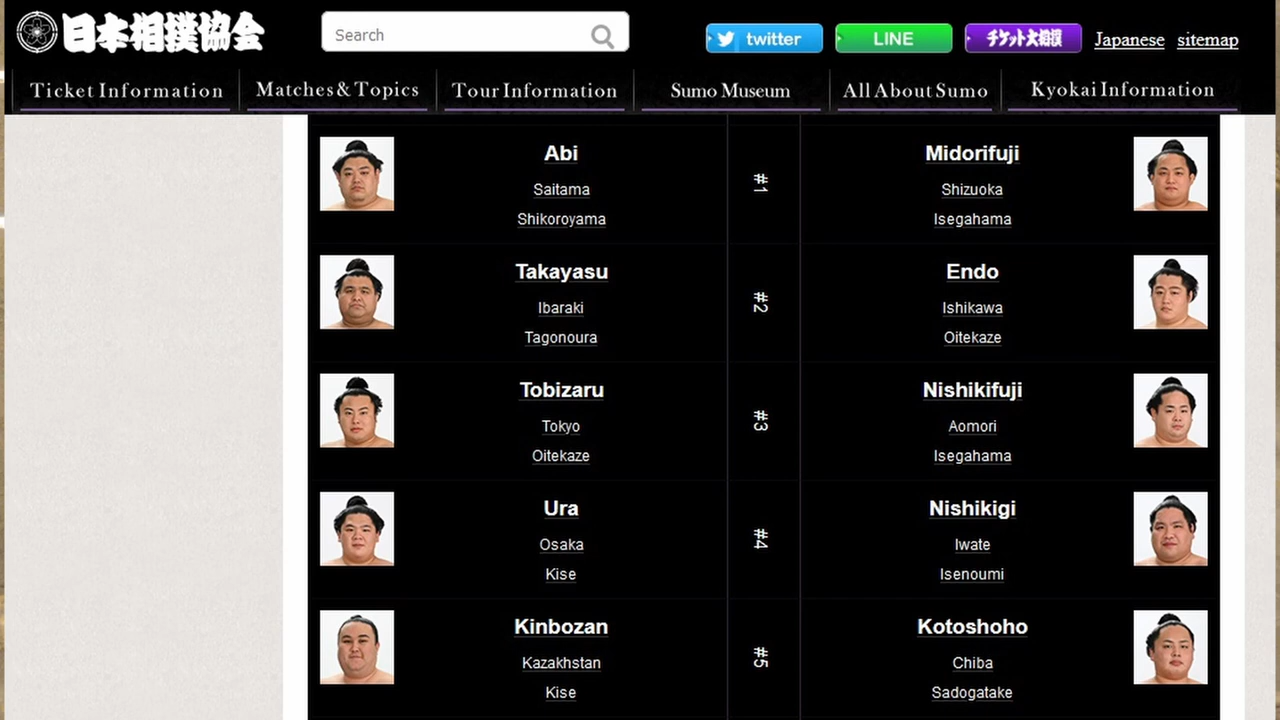 日本相撲協会
Search
twitter
LINE
チケット大相撲
Japanese
sitemap
Ticket Information
Matches & Topics
Tour Information
Sumo Museum
All About Sumo
Kyokai Information
Abi
Saitama
Shikoroyama
#1
Midorifuji
Shizuoka
Isegahama
Takayasu
Ibaraki
Tagonoura
#2
Endo
Ishikawa
Oitekaze
Tobizaru
Tokyo
Oitekaze
#3
Nishikifuji
Aomori
Isegahama
Ura
Osaka
Kise
#4
Nishikigi
Iwate
Isenoumi
Kinbozan
Kazakhstan
Kise
#5
Kotoshoho
Chiba
Sadogatake